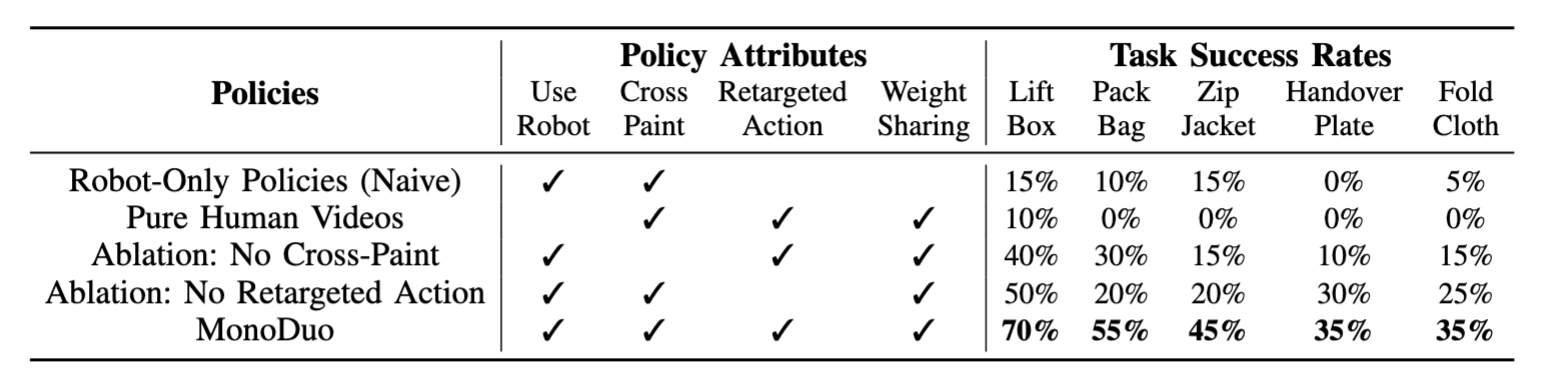 Policy Attributes Task Success Rates
Policies Use Cross Retargeted Weight Lift Pack Zip Handover Fold
Robot Paint Action Sharing Box Bag Jacket Plate Cloth
Robot-Only Policies (Naive) ✓ ✓ 15% 10% 15% 0% 5%
Pure Human Videos ✓ ✓ ✓ 10% 0% 0% 0% 0%
Ablation: No Cross-Paint ✓ ✓ ✓ 40% 30% 15% 10% 15%
Ablation: No Retargeted Action ✓ ✓ ✓ 50% 20% 20% 30% 25%
MonoDuo ✓ ✓ ✓ ✓ 70% 55% 45% 35% 35%